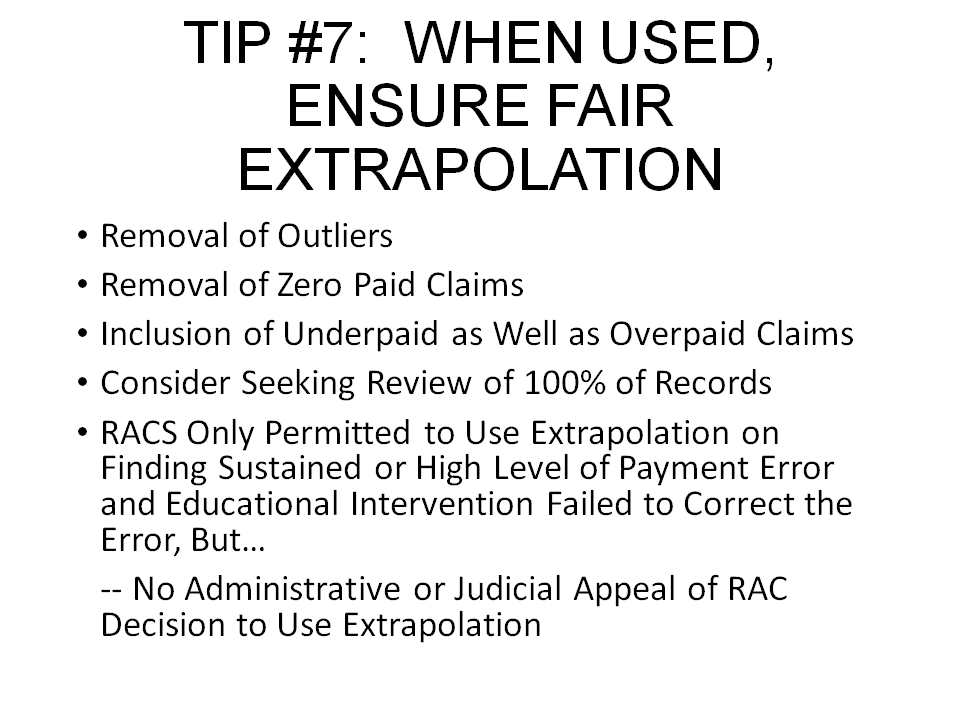 TIP #7:  WHEN USED,
ENSURE FAIR
EXTRAPOLATION
• Removal of Outliers
• Removal of Zero Paid Claims
• Inclusion of Underpaid as Well as Overpaid Claims
• Consider Seeking Review of 100% of Records
• RACS Only Permitted to Use Extrapolation on
Finding Sustained or High Level of Payment Error
and Educational Intervention Failed to Correct the
Error, But…
-- No Administrative or Judicial Appeal of RAC
Decision to Use Extrapolation